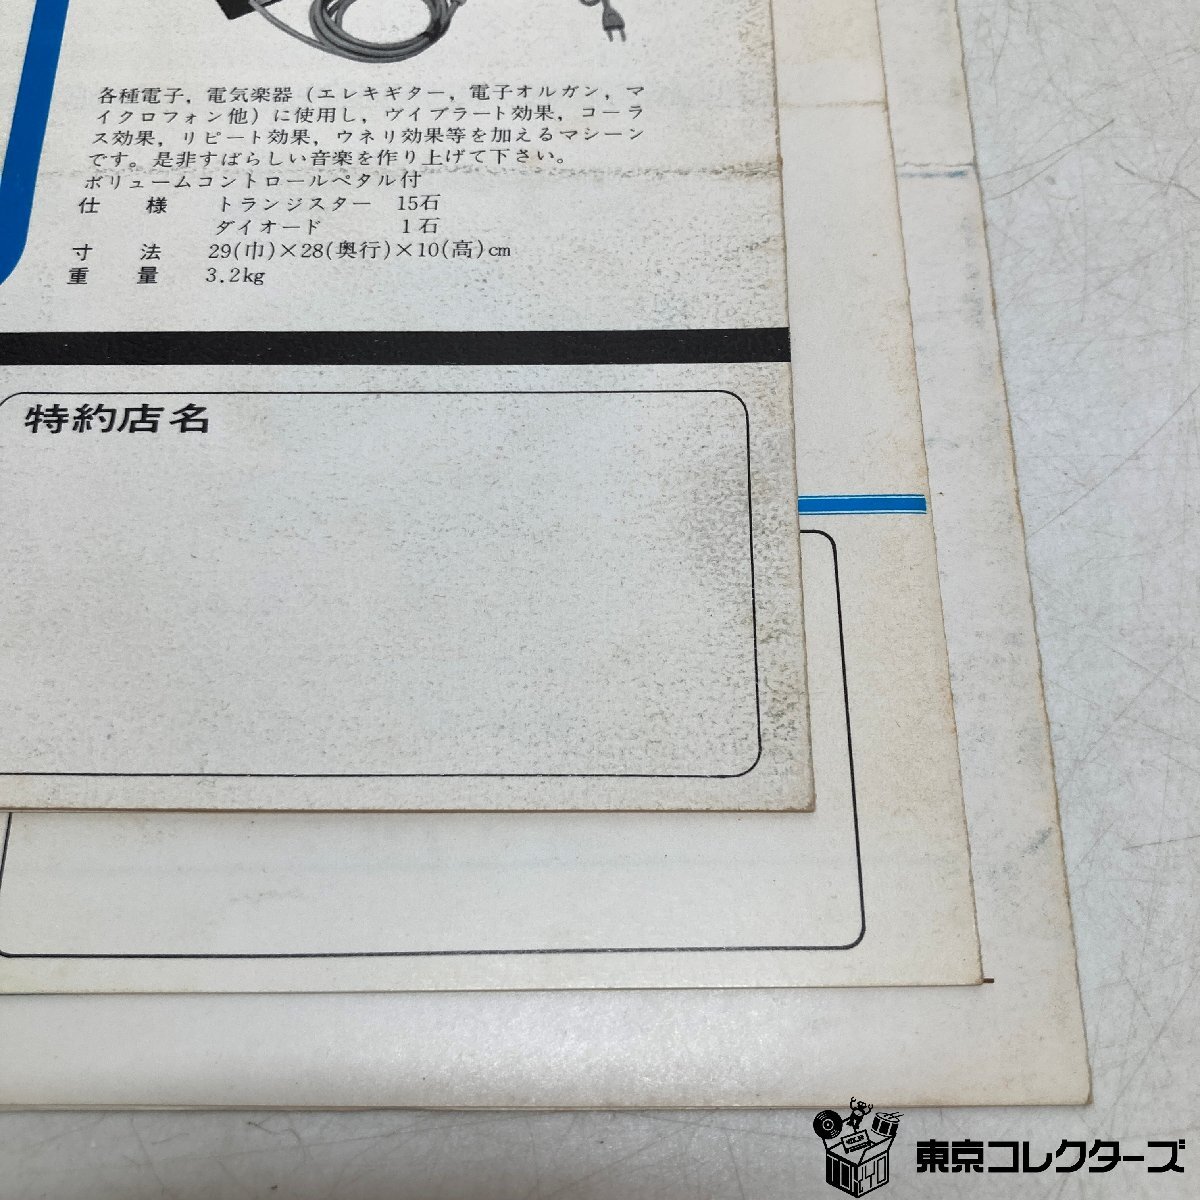 各種電子，電気楽器（エレキギター，電子オルガン，マ
イクロフォン他）に使用し，ヴイブラート効果，コーラ
ス効果，リピート効果，ウネリ効果等を加えるマシーン
です。是非すばらしい音楽を作り上げて下さい。
ボリュームコントロールペタル付
仕様 トランジスター 15石
ダイオード 1石
寸法 29(巾)×28(奥行)×10(高)cm
重量 3.2kg
特約店名
東京コレクターズ